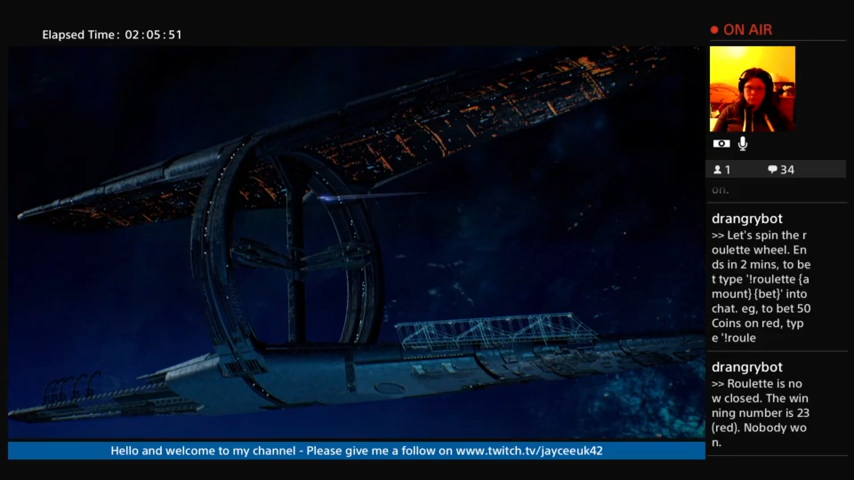 Elapsed Time: 02:05:51
ON AIR
1 34
on.
drangrybot
>> Let's spin the r
oulette wheel. En
ds in 2 mins, to be
t type '!roulette {a
mount} {bet}' into
chat. eg, to bet 50
Coins on red, typ
e '!roule
drangrybot
>> Roulette is no
w closed. The win
ning number is 23
(red). Nobody wo
n.
Hello and welcome to my channel - Please give me a follow on www.twitch.tv/jayceeuk42